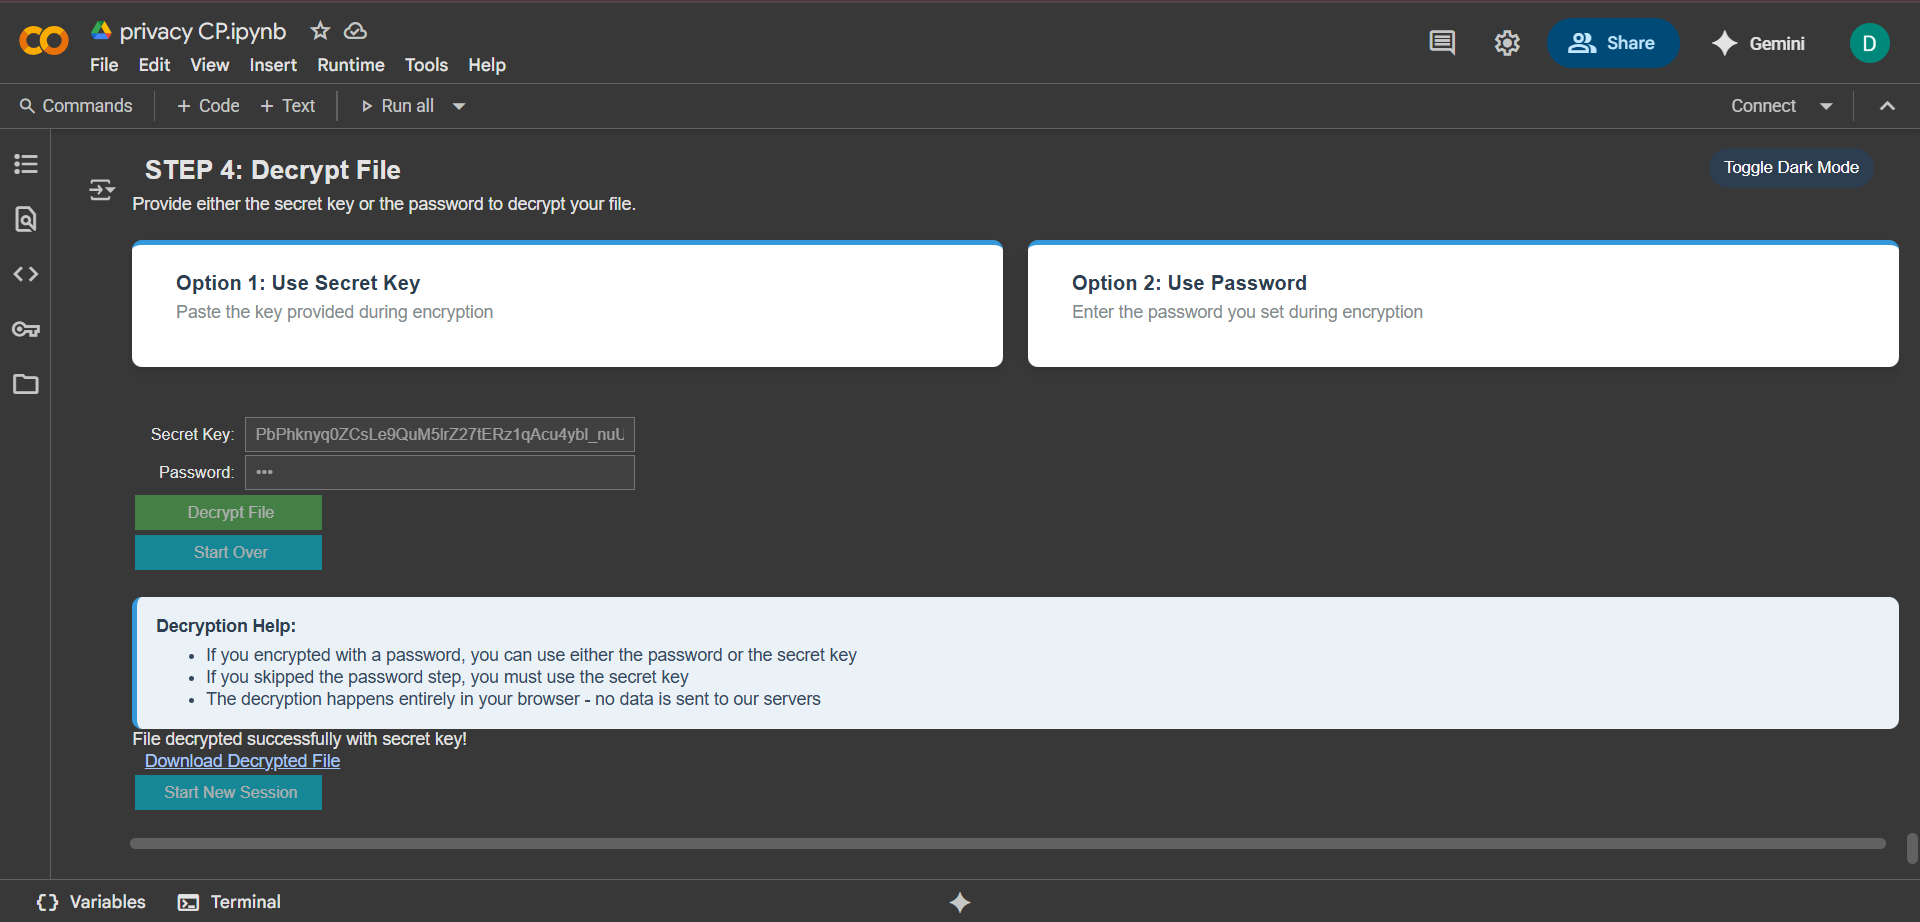 privacy CP.ipynb
File Edit View Insert Runtime Tools Help
Share
Gemini
D
Commands + Code + Text Run all
Connect
STEP 4: Decrypt File
Toggle Dark Mode
Provide either the secret key or the password to decrypt your file.
Option 1: Use Secret Key
Paste the key provided during encryption
Option 2: Use Password
Enter the password you set during encryption
Secret Key:
Password: •••
Decrypt File
Start Over
Decryption Help:
• If you encrypted with a password, you can use either the password or the secret key
• If you skipped the password step, you must use the secret key
• The decryption happens entirely in your browser - no data is sent to our servers
File decrypted successfully with secret key!
Download Decrypted File
Start New Session
Variables Terminal